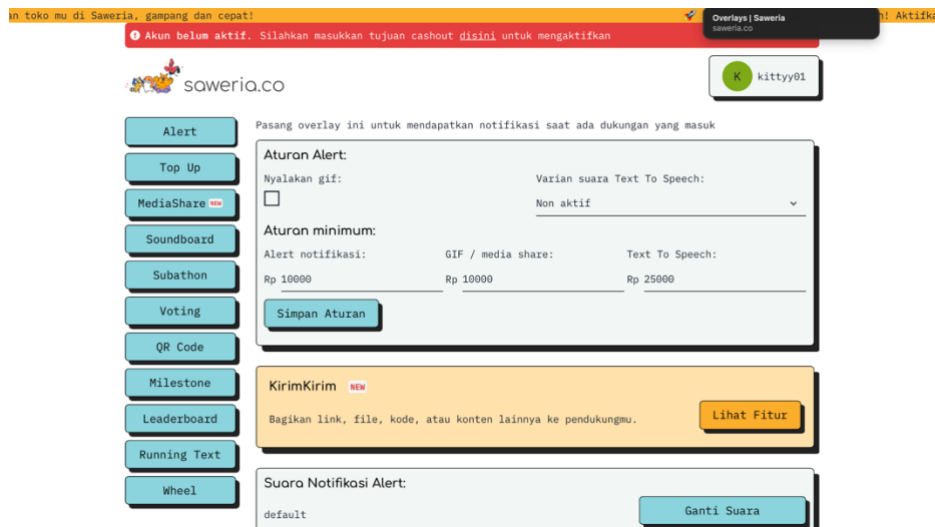 an toko mu di Saweria, gampang dan cepat!
n! Aktifka
Overlays | Saweria
saweria.co
Akun belum aktif. Silahkan masukkan tujuan cashout disini untuk mengaktifkan
saweria.co
K kittyy01
Alert
Top Up
MediaShare NEW
Soundboard
Subathon
Voting
QR Code
Milestone
Leaderboard
Running Text
Wheel
Pasang overlay ini untuk mendapatkan notifikasi saat ada dukungan yang masuk
Aturan Alert:
Nyalakan gif: Varian suara Text To Speech:
Non aktif
Aturan minimum:
Alert notifikasi: GIF / media share: Text To Speech:
Rp 10000 Rp 10000 Rp 25000
Simpan Aturan
KirimKirim NEW
Bagikan link, file, kode, atau konten lainnya ke pendukungmu.
Lihat Fitur
Suara Notifikasi Alert:
default
Ganti Suara